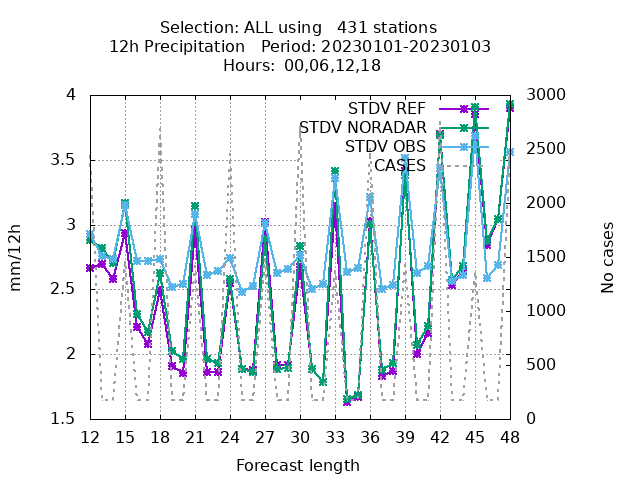 Selection: ALL using   431 stations
12h Precipitation   Period: 20230101-20230103
Hours:  00,06,12,18
STDV REF
STDV NORADAR
STDV OBS
CASES
4
3.5
3
2.5
2
1.5
3000
2500
2000
1500
1000
500
0
12 15 18 21 24 27 30 33 36 39 42 45 48
mm/12h
No cases
Forecast length